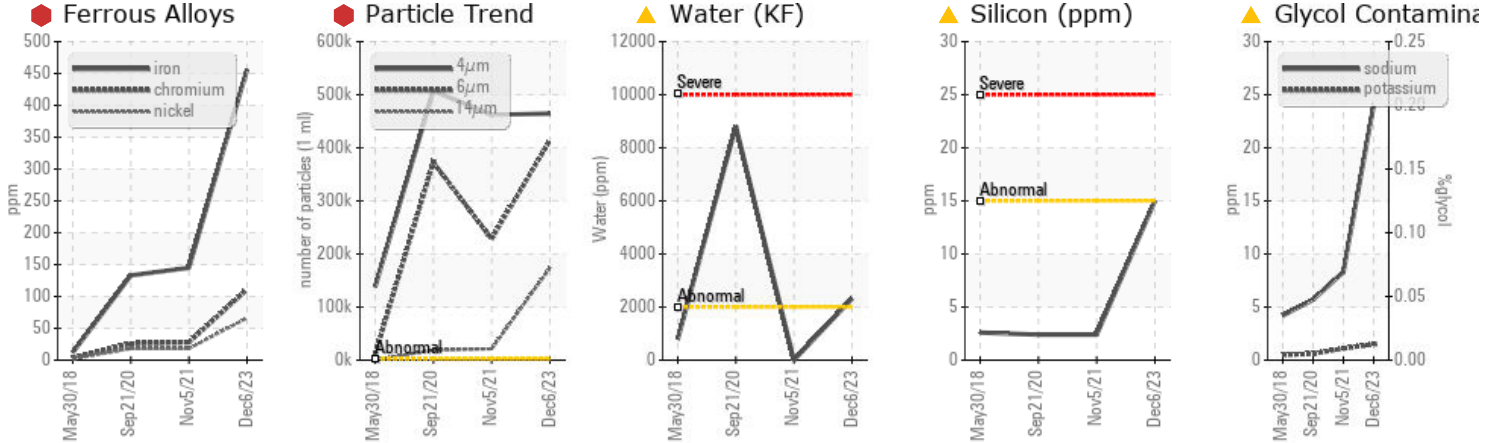 Ferrous Alloys
ppm
500
450
400
350
300
250
200
150
100
50
0
iron
chromium
nickel
May30/18
Sep21/20
Nov5/21
Dec6/23
Particle Trend
number of particles (1 ml)
600k
500k
400k
300k
200k
100k
0k
4µm
6µm
14µm
Abnormal
May30/18
Sep21/20
Nov5/21
Dec6/23
Water (KF)
Water (ppm)
12000
10000
8000
6000
4000
2000
0
Severe
Abnormal
May30/18
Sep21/20
Nov5/21
Dec6/23
Silicon (ppm)
ppm
30
25
20
15
10
5
0
Severe
Abnormal
May30/18
Sep21/20
Nov5/21
Dec6/23
Glycol Contamina
ppm
30
25
20
15
10
5
0
sodium
potassium
0.25
0.20
0.15
0.10
0.05
0.00
%glycol
May30/18
Sep21/20
Nov5/21
Dec6/23